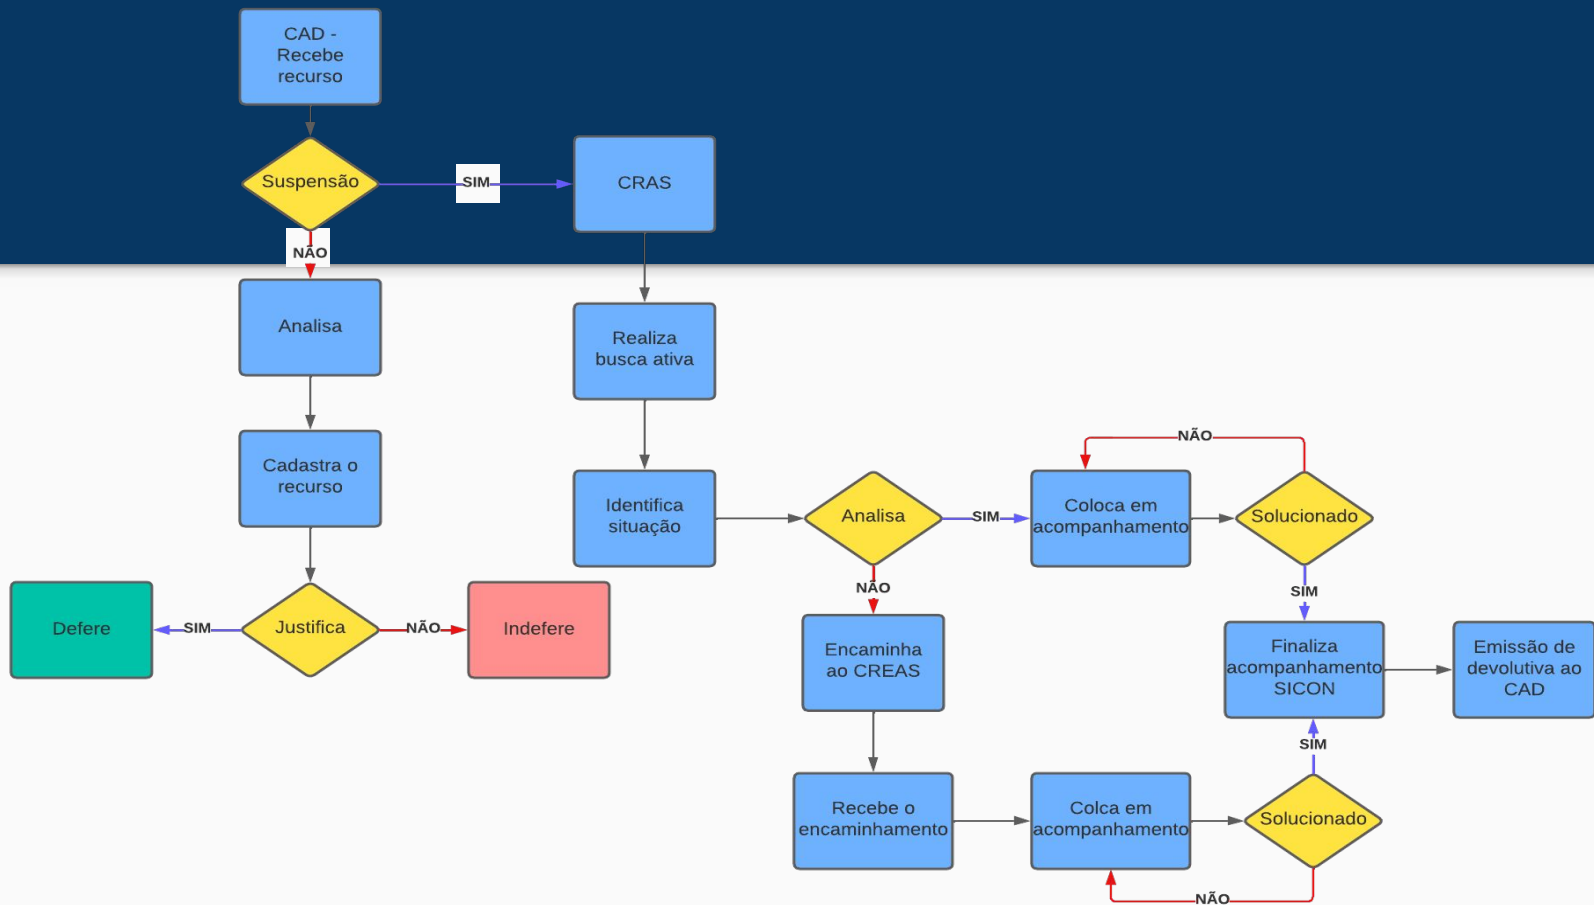 CAD -
Recebe
recurso
Suspensão
SIM
CRAS
NÃO
Analisa
Realiza
busca ativa
Cadastra o
recurso
Identifica
situação
Analisa
SIM
Coloca em
acompanhamento
NÃO
Solucionado
SIM
NÃO
Defere
SIM
Justifica
NÃO
Indefere
Encaminha
ao CREAS
Finaliza
acompanhamento
SICON
Emissão de
devolutiva ao
CAD
SIM
Recebe o
encaminhamento
Colca em
acompanhamento
Solucionado
NÃO